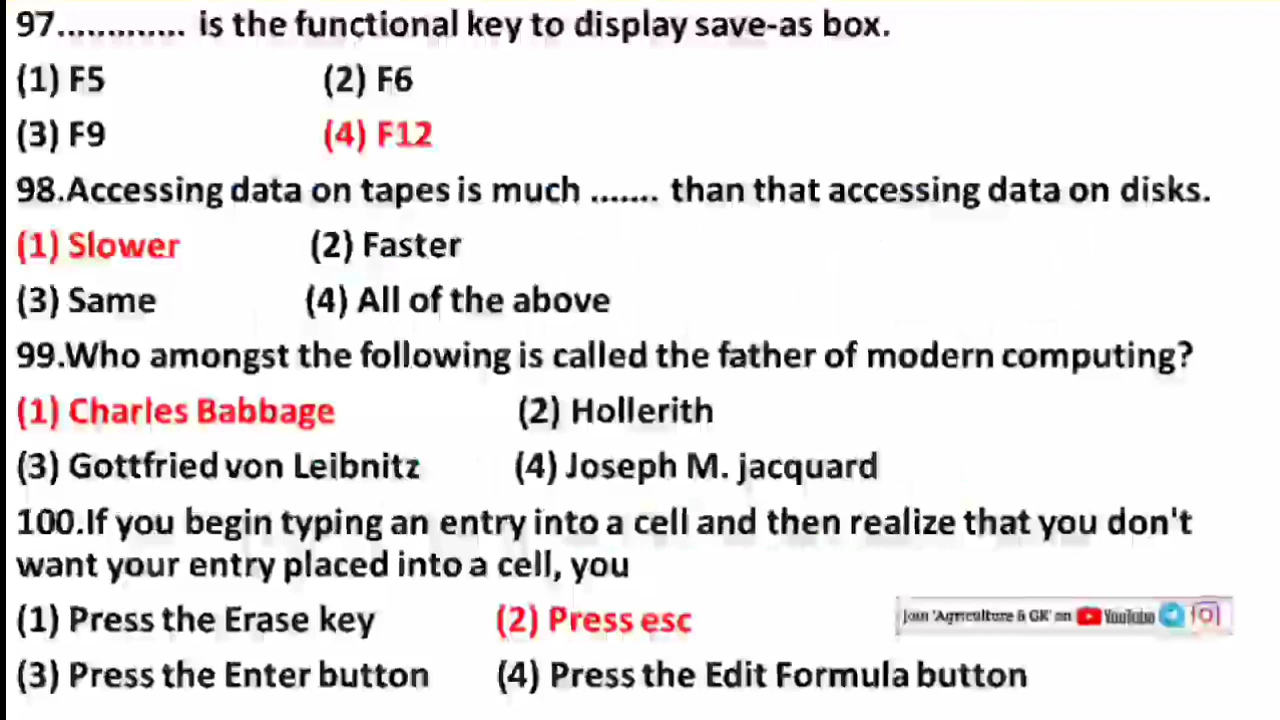 97............. is the functional key to display save-as box.
(1) F5 (2) F6
(3) F9 (4) F12
98.Accessing data on tapes is much ....... than that accessing data on disks.
(1) Slower (2) Faster
(3) Same (4) All of the above
99.Who amongst the following is called the father of modern computing?
(1) Charles Babbage (2) Hollerith
(3) Gottfried von Leibnitz (4) Joseph M. jacquard
100.If you begin typing an entry into a cell and then realize that you don't
want your entry placed into a cell, you
(1) Press the Erase key (2) Press esc
Join 'Agriculture & GK' on YouTube
(3) Press the Enter button (4) Press the Edit Formula button